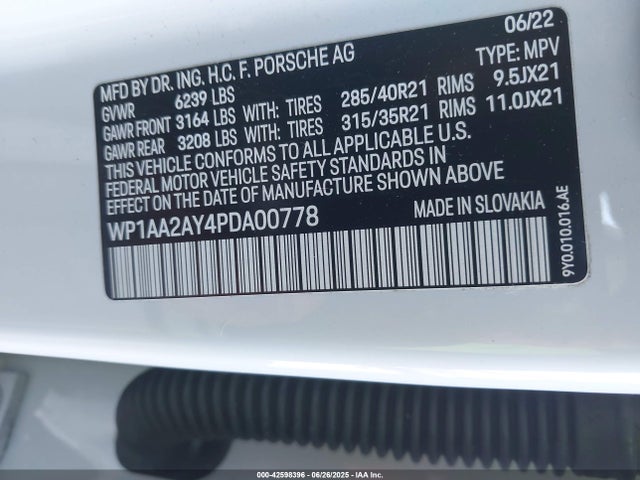 06/22
MFD BY DR. ING. H.C. F. PORSCHE AG TYPE: MPV
GVWR 6239 LBS
GAWR FRONT 3164 LBS WITH: TIRES 285/40R21 RIMS 9.5JX21
GAWR REAR 3208 LBS WITH: TIRES 315/35R21 RIMS 11.0JX21
THIS VEHICLE CONFORMS TO ALL APPLICABLE U.S.
FEDERAL MOTOR VEHICLE SAFETY STANDARDS IN
EFFECT ON THE DATE OF MANUFACTURE SHOWN ABOVE
WP1AA2AY4PDA00778 MADE IN SLOVAKIA
9Y0.010.016.AE
000-42598396 - 06/26/2025 - IAA, Inc.